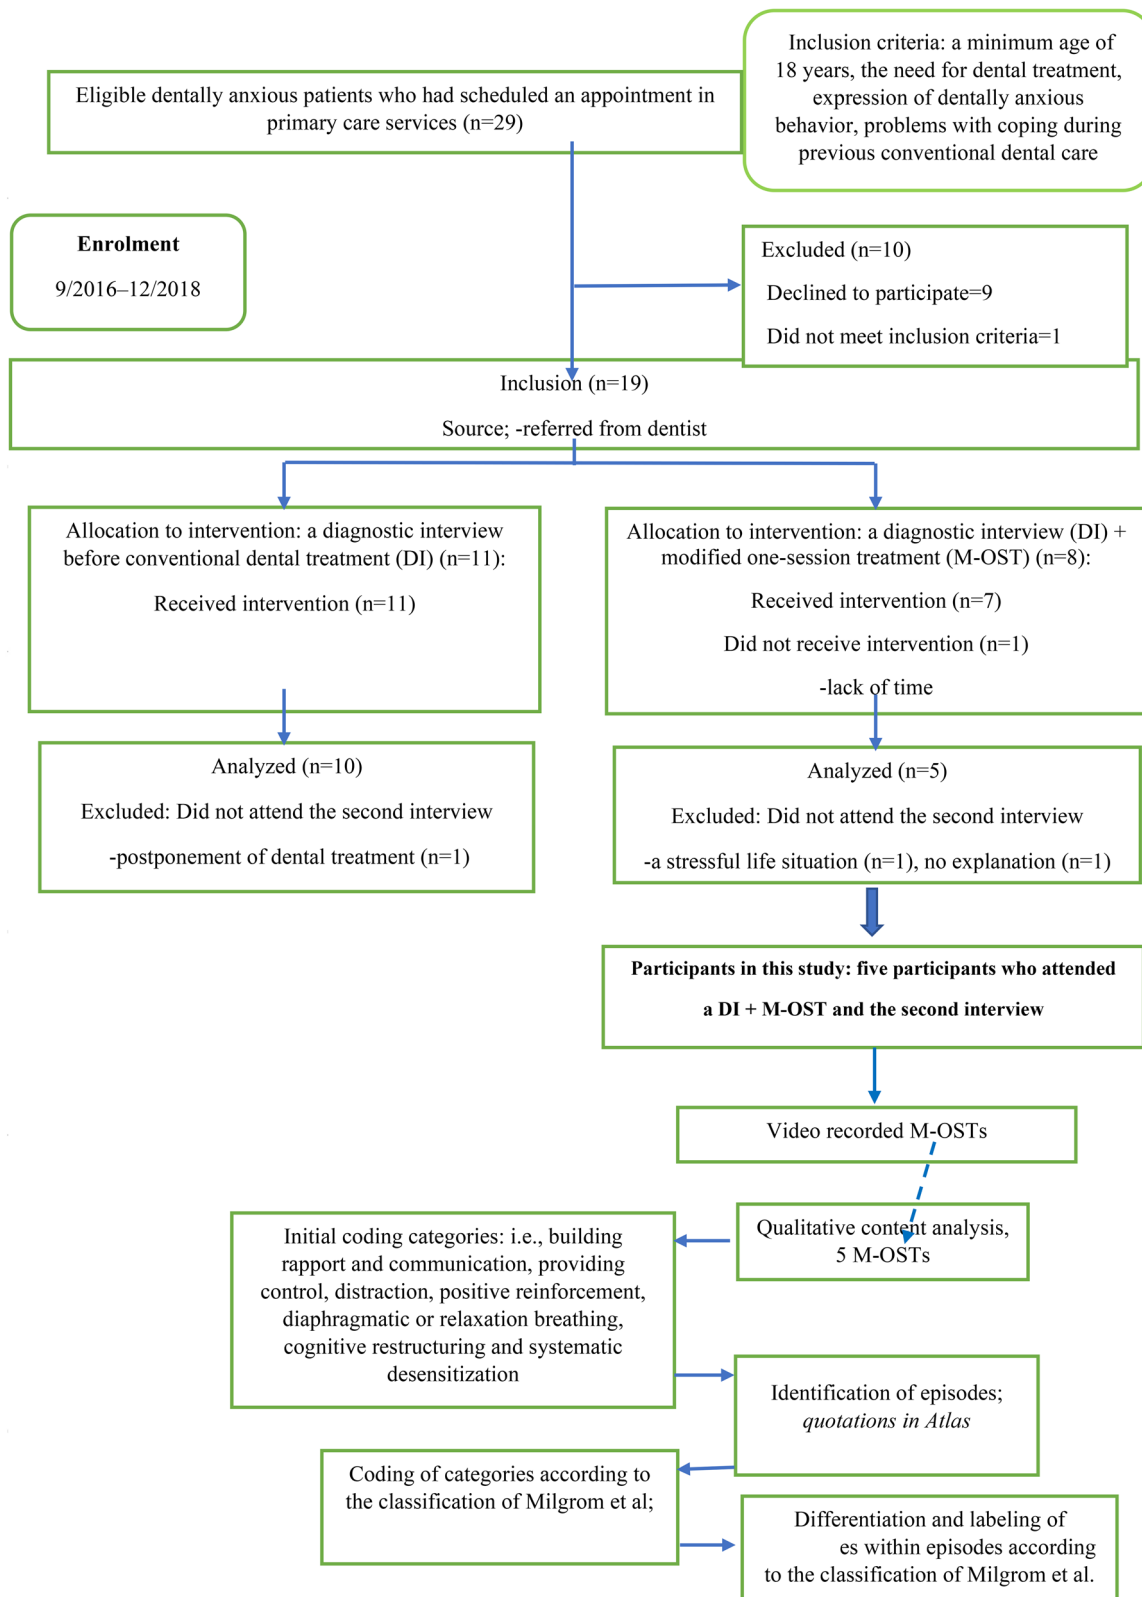 Inclusion criteria: a minimum age of
18 years, the need for dental treatment,
expression of dentally anxious
behavior, problems with coping during
previous conventional dental care
Eligible dentally anxious patients who had scheduled an appointment in
primary care services (n=29)
Enrolment
9/2016–12/2018
Excluded (n=10)
Declined to participate=9
Did not meet inclusion criteria=1
Inclusion (n=19)
Source; -referred from dentist
Allocation to intervention: a diagnostic interview
before conventional dental treatment (DI) (n=11):
Received intervention (n=11)
Allocation to intervention: a diagnostic interview (DI) +
modified one-session treatment (M-OST) (n=8):
Received intervention (n=7)
Did not receive intervention (n=1)
-lack of time
Analyzed (n=10)
Excluded: Did not attend the second interview
-postponement of dental treatment (n=1)
Analyzed (n=5)
Excluded: Did not attend the second interview
-a stressful life situation (n=1), no explanation (n=1)
Participants in this study: five participants who attended
a DI + M-OST and the second interview
Video recorded M-OSTs
Qualitative content analysis,
5 M-OSTs
Initial coding categories: i.e., building
rapport and communication, providing
control, distraction, positive reinforcement,
diaphragmatic or relaxation breathing,
cognitive restructuring and systematic
desensitization
Identification of episodes;
quotations in Atlas
Coding of categories according to
the classification of Milgrom et al;
Differentiation and labeling of
es within episodes according
to the classification of Milgrom et al.